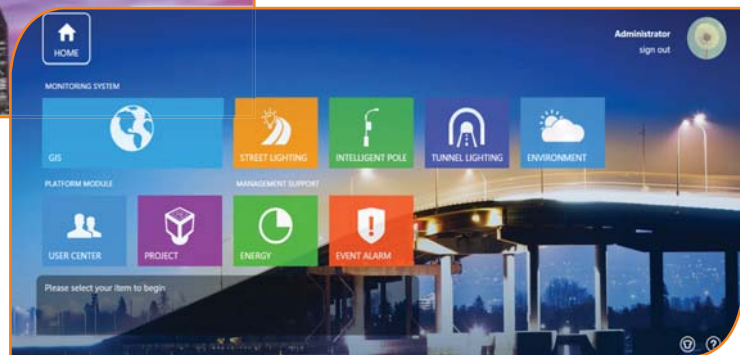 HOME
Administrator
sign out
MONITORING SYSTEM
GIS
STREET LIGHTING
INTELLIGENT POLE
TUNNEL LIGHTING
ENVIRONMENT
PLATFORM MODULE
MANAGEMENT SUPPORT
USER CENTER
PROJECT
ENERGY
EVENT ALARM
Please select your item to begin
?